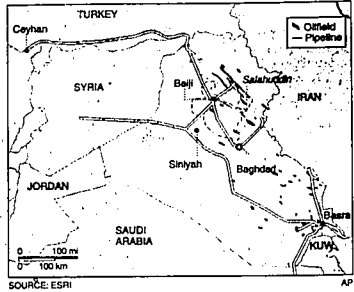 TURKEY
Ceyhan
Oilfield
Pipeline
Salahuddin
SYRIA
Beiji
IRAN
Siniyah
Baghdad
JORDAN
Basra
SAUDI
ARABIA
KUW.
0 100 mi
0 100 km
SOURCE: ESRI
AP